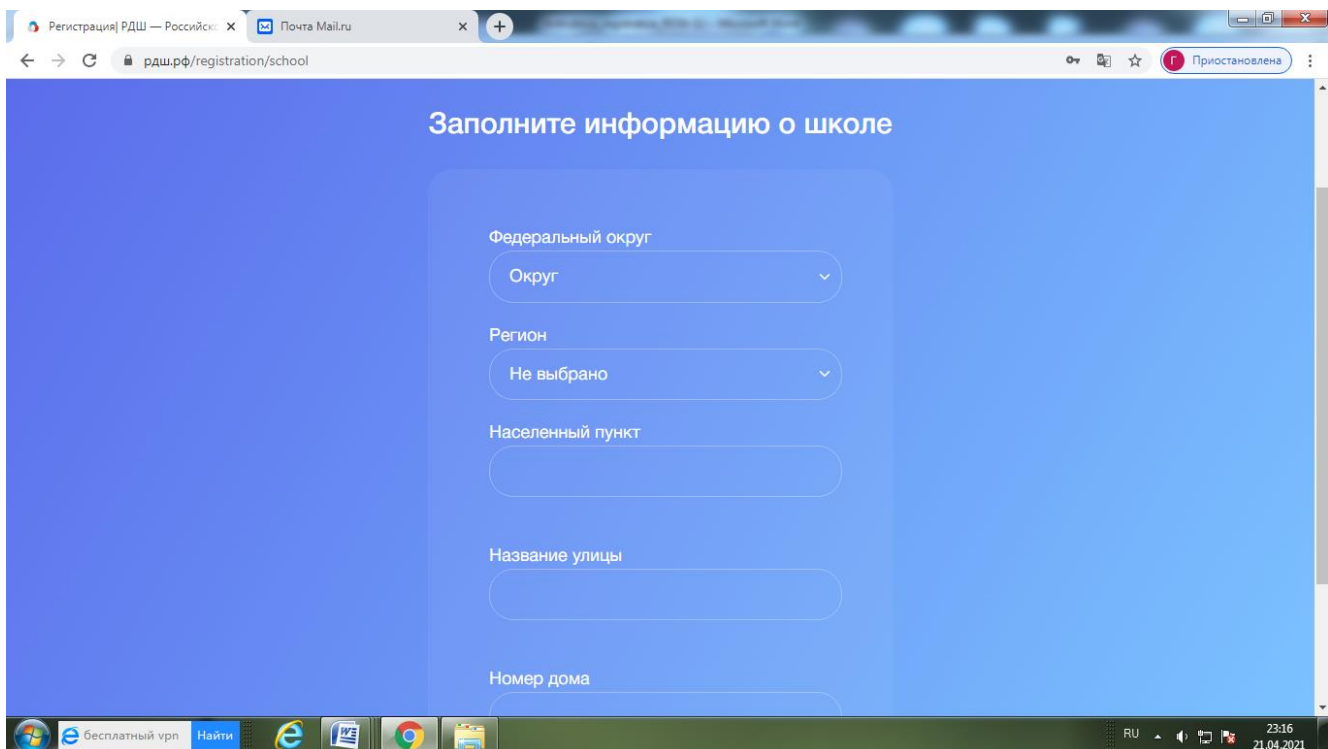 Регистрация| РДШ — Российск
Почта Mail.ru
рдш.рф/registration/school
Г Приостановлена
Заполните информацию о школе
Федеральный округ
Округ
Регион
Не выбрано
Населенный пункт
Название улицы
Номер дома
бесплатный vpn Найти
RU
23:16
21.04.2021